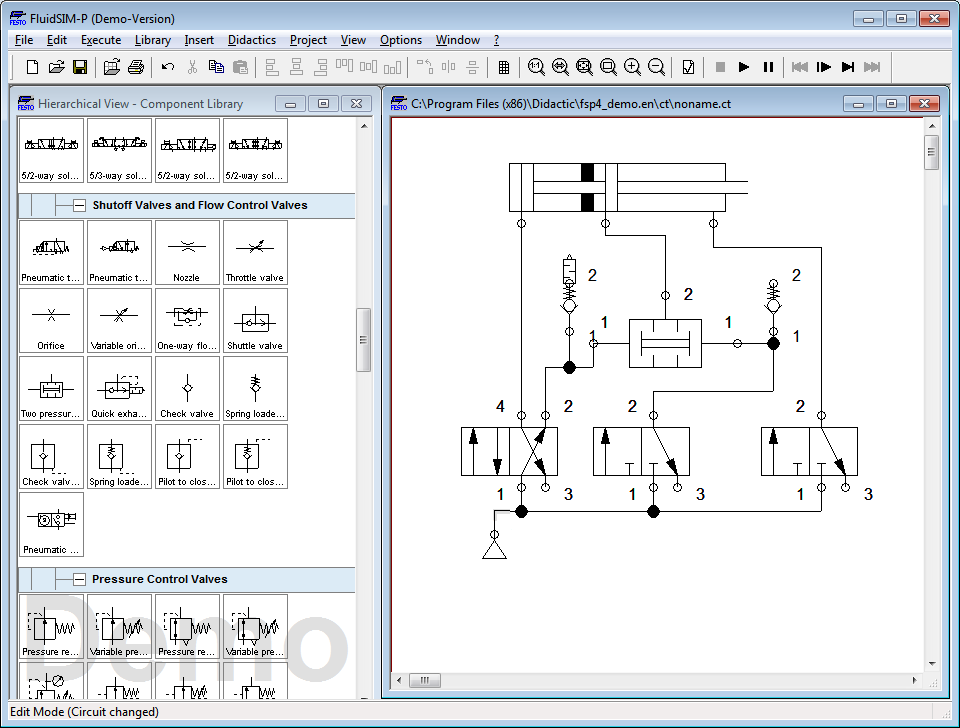 FluidSIM-P (Demo-Version)
File Edit Execute Library Insert Didactics Project View Options Window ?
FESTO Hierarchical View - Component Library
5/2-way sol... 5/3-way sol... 5/2-way sol... 5/2-way sol...
Shutoff Valves and Flow Control Valves
Pneumatic t... Pneumatic t... Nozzle Throttle valve
Orifice Variable ori... One-way flo... Shuttle valve
Two pressur... Quick exha... Check valve Spring loade...
Check valv... Spring loade... Pilot to clos... Pilot to clos...
Pneumatic ...
Pressure Control Valves
Pressure re... Variable pre... Pressure re... Variable pre...
Demo
FESTO C:\Program Files (x86)\Didactic\fsp4_demo.en\ct\noname.ct
2 2
2
1 1
1 1
4 2 2 2
1 3 1 3 1 3
Edit Mode (Circuit changed)